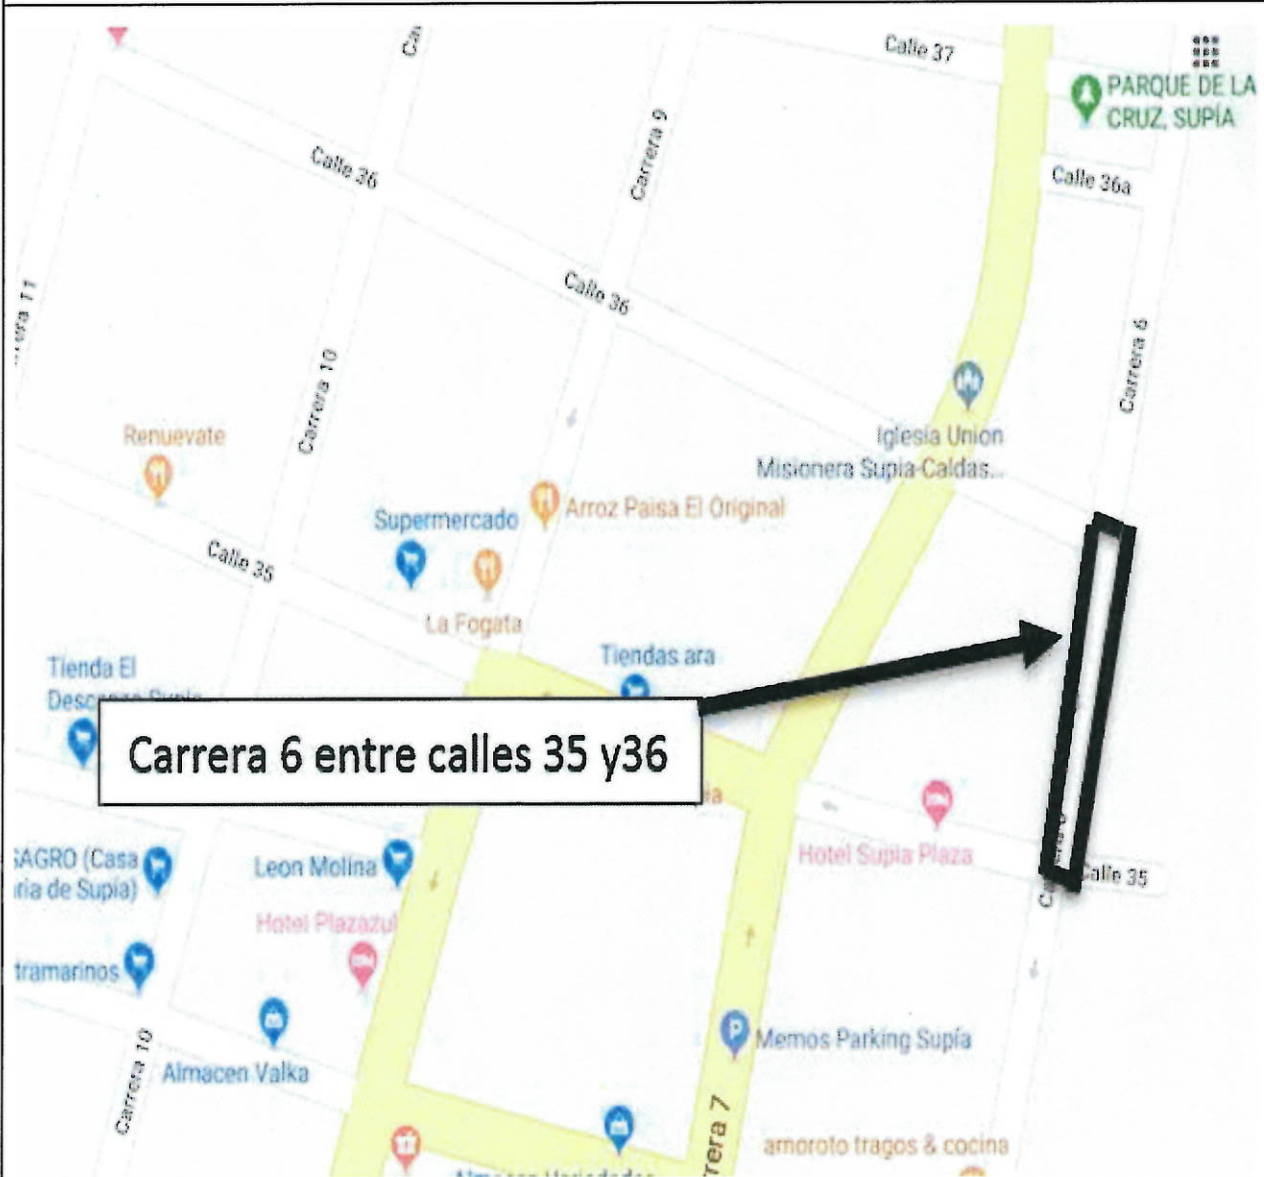 Calle 37
PARQUE DE LA
CRUZ, SUPÍA
Calle 36
Carrera 9
Calle 36a
Calle 36
Carrera 6
Carrera 10
Iglesia Union
Misionera Supia-Caldas...
Renuevate
Arroz Paisa El Original
Supermercado
Calle 35
La Fogata
Tiendas ara
Tienda El
Carrera 6 entre calles 35 y36
Hotel Supia Plaza
Calle 35
Leon Molina
Hotel Plazazul
Memos Parking Supía
Carrera 10
Almacen Valka
amoroto tragos & cocina